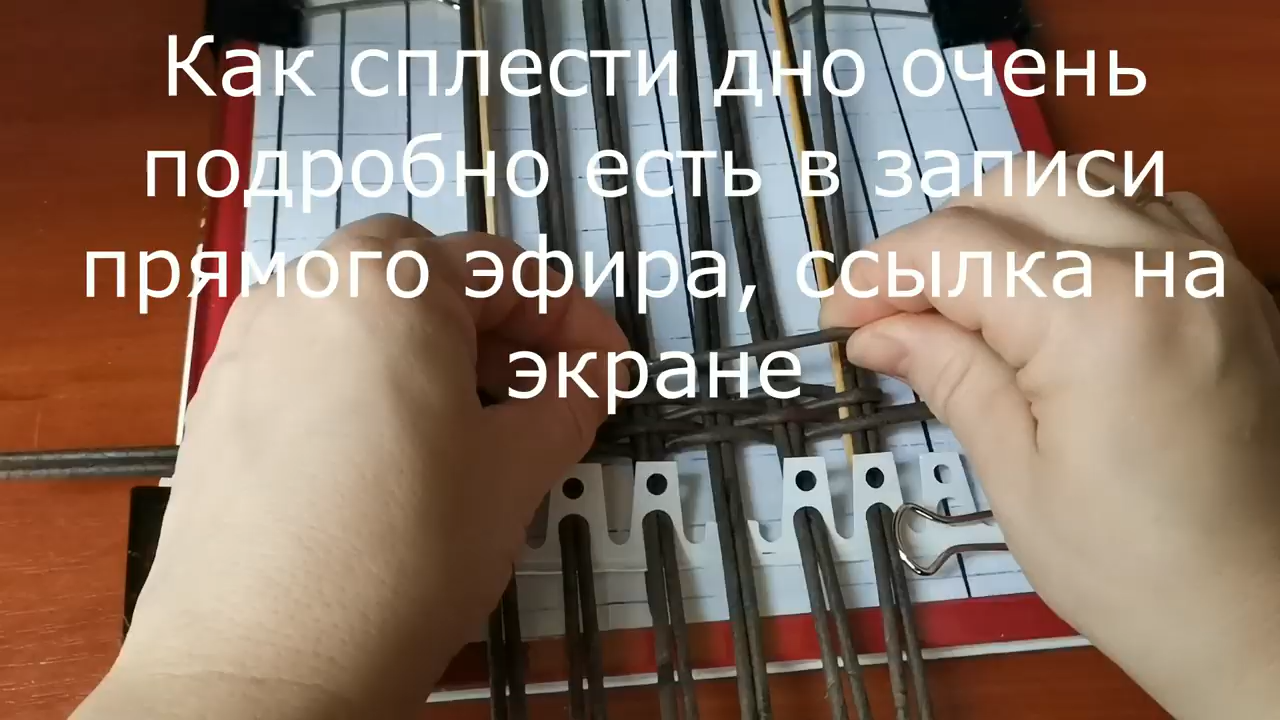 Как сплести дно очень
подробно есть в записи
прямого эфира, ссылка на
экране